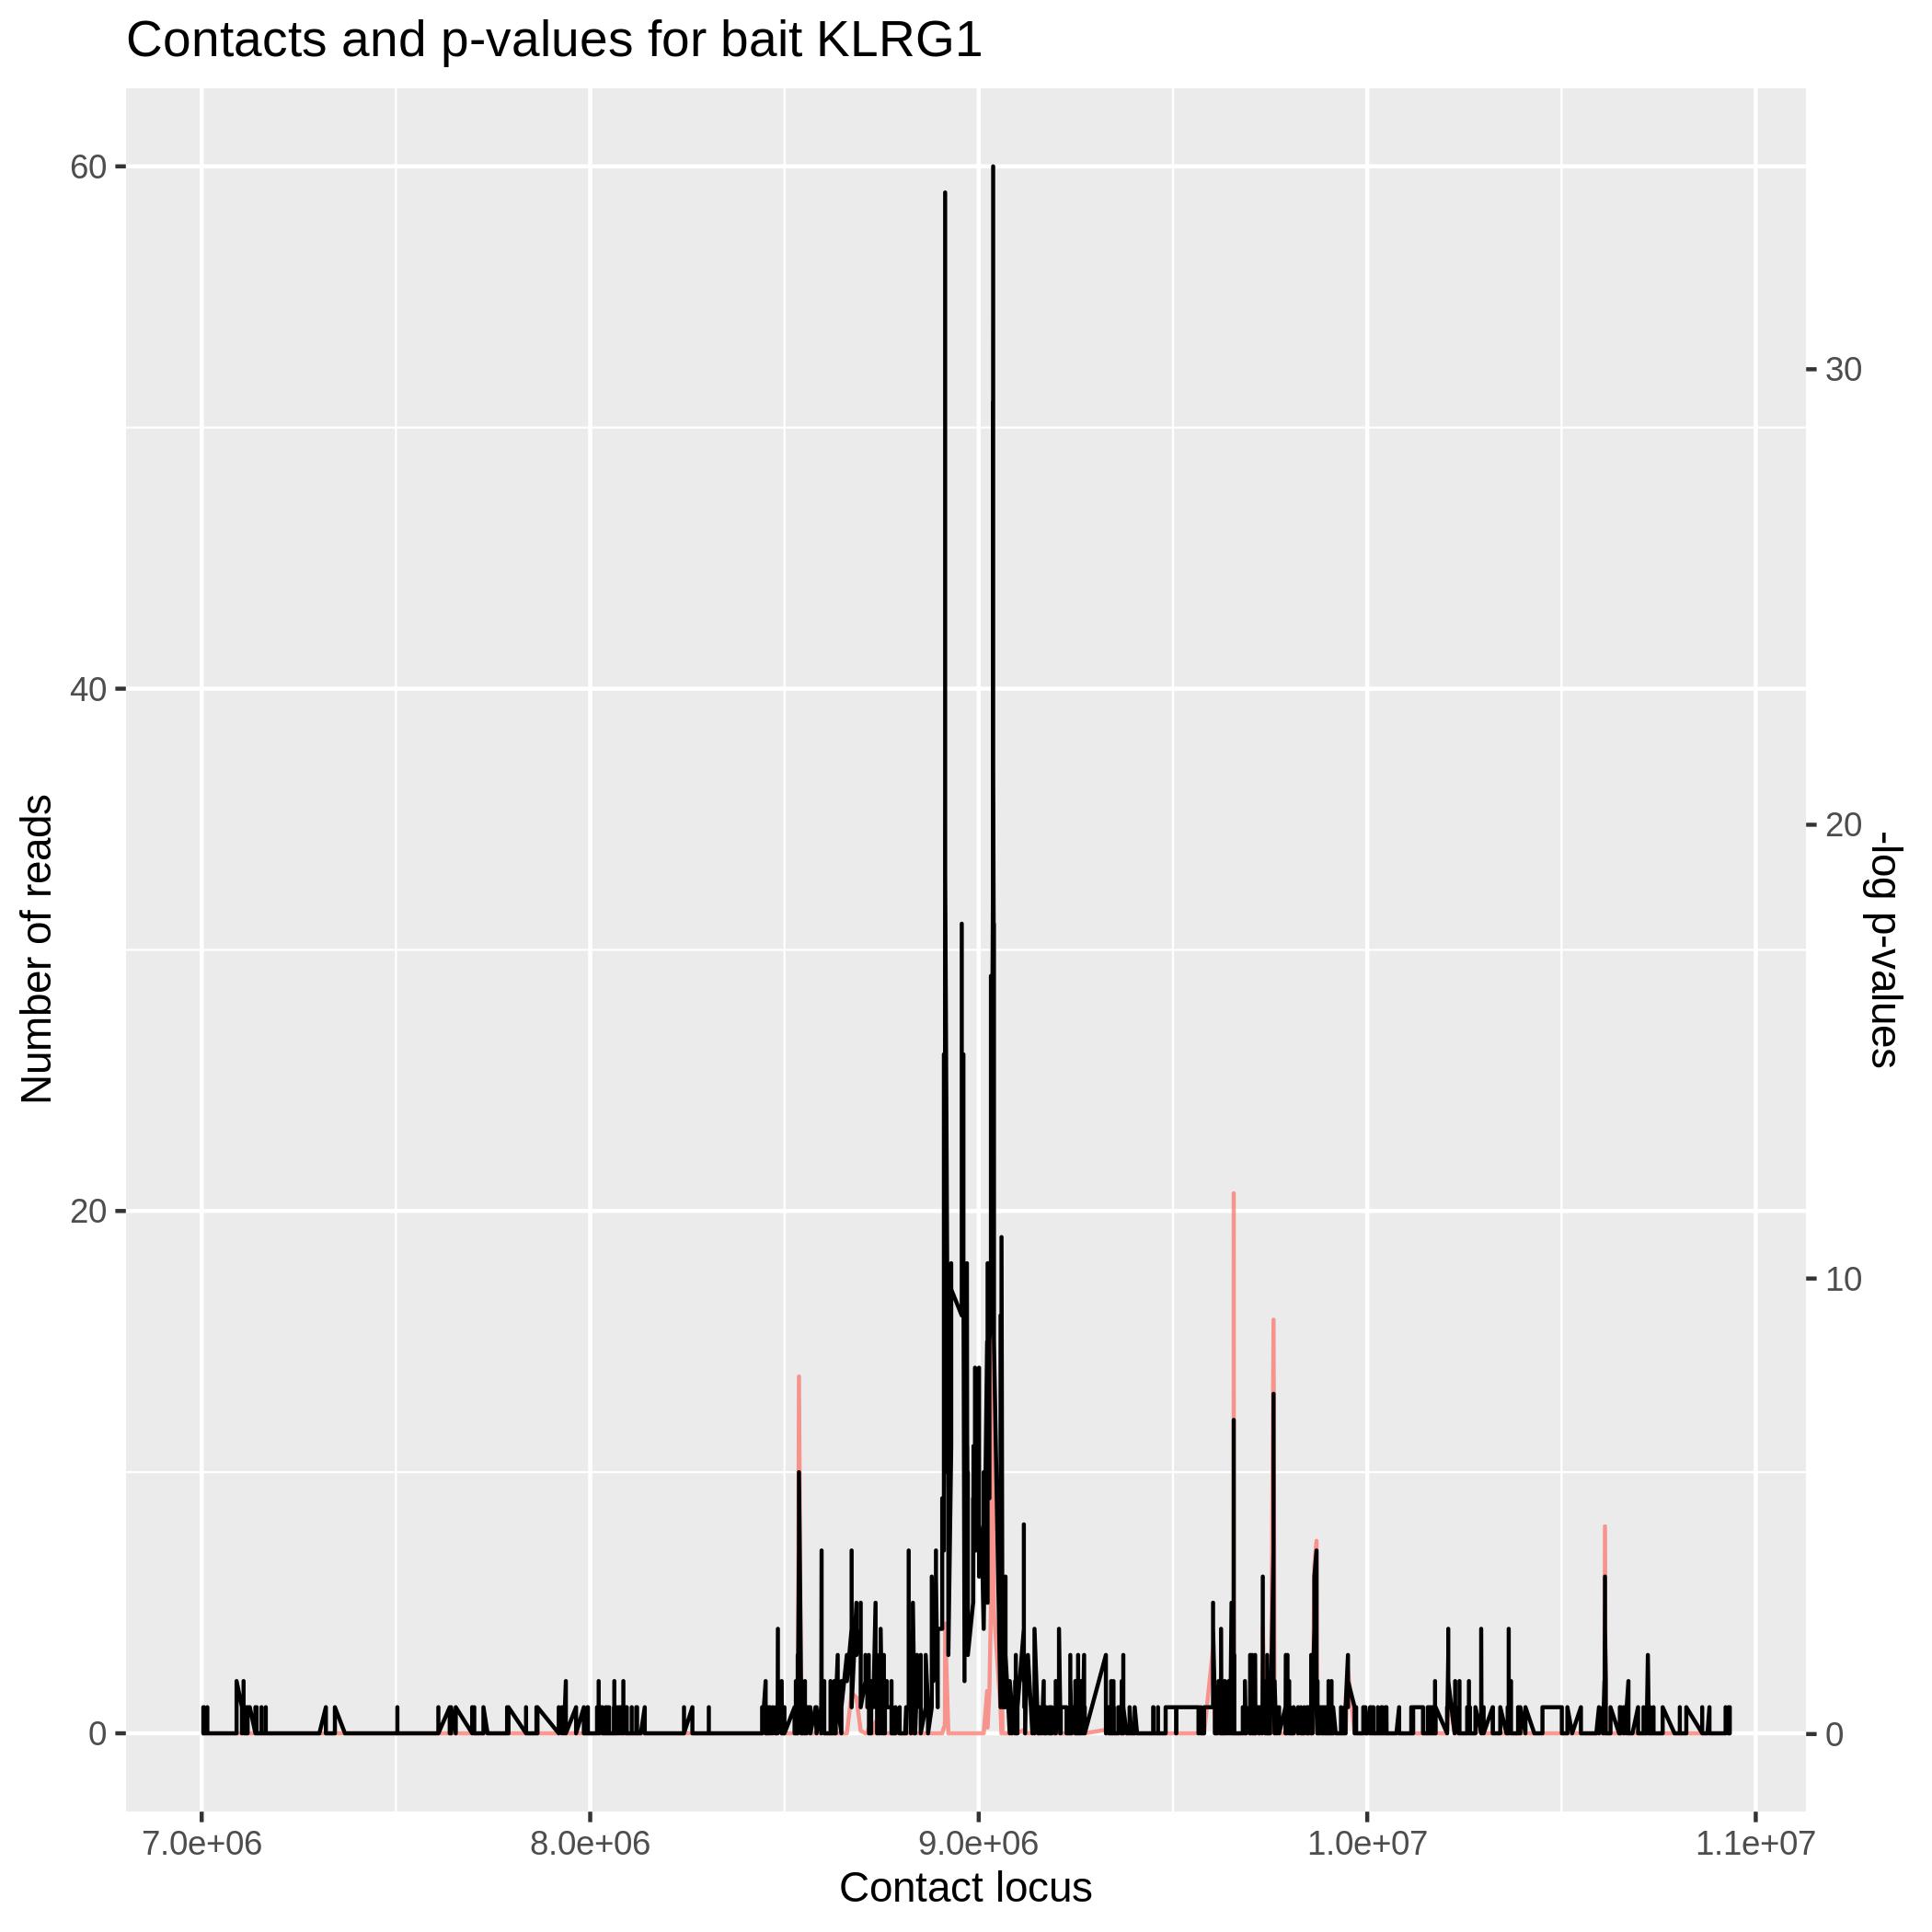 Contacts and p-values for bait KLRG1
60
40
20
0
Number of reads
30
20
10
0
-log p-values
7.0e+06
8.0e+06
9.0e+06
1.0e+07
1.1e+07
Contact locus